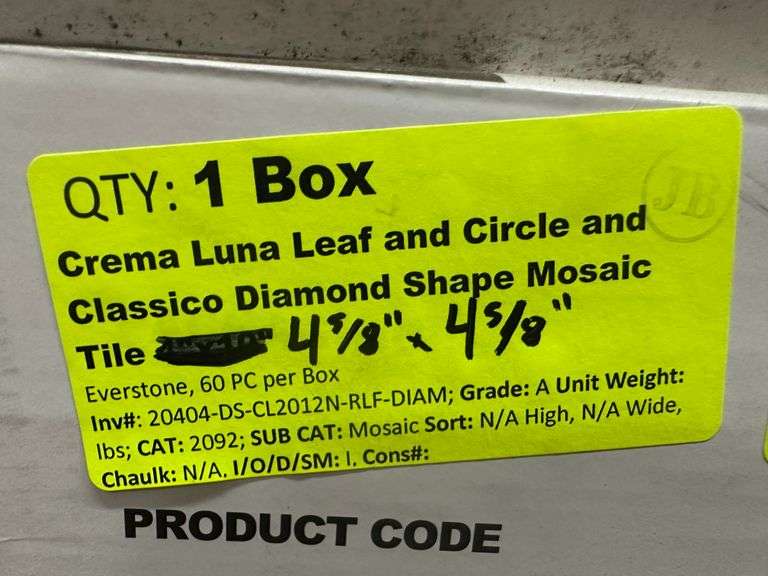 QTY: 1 Box
JB
Crema Luna Leaf and Circle and
Classico Diamond Shape Mosaic
Tile 4 5/8" x 4 5/8"
Everstone, 60 PC per Box
Inv#: 20404-DS-CL2012N-RLF-DIAM; Grade: A Unit Weight:
lbs; CAT: 2092; SUB CAT: Mosaic Sort: N/A High, N/A Wide,
Chaulk: N/A. I/O/D/SM: I. Cons#:
PRODUCT CODE